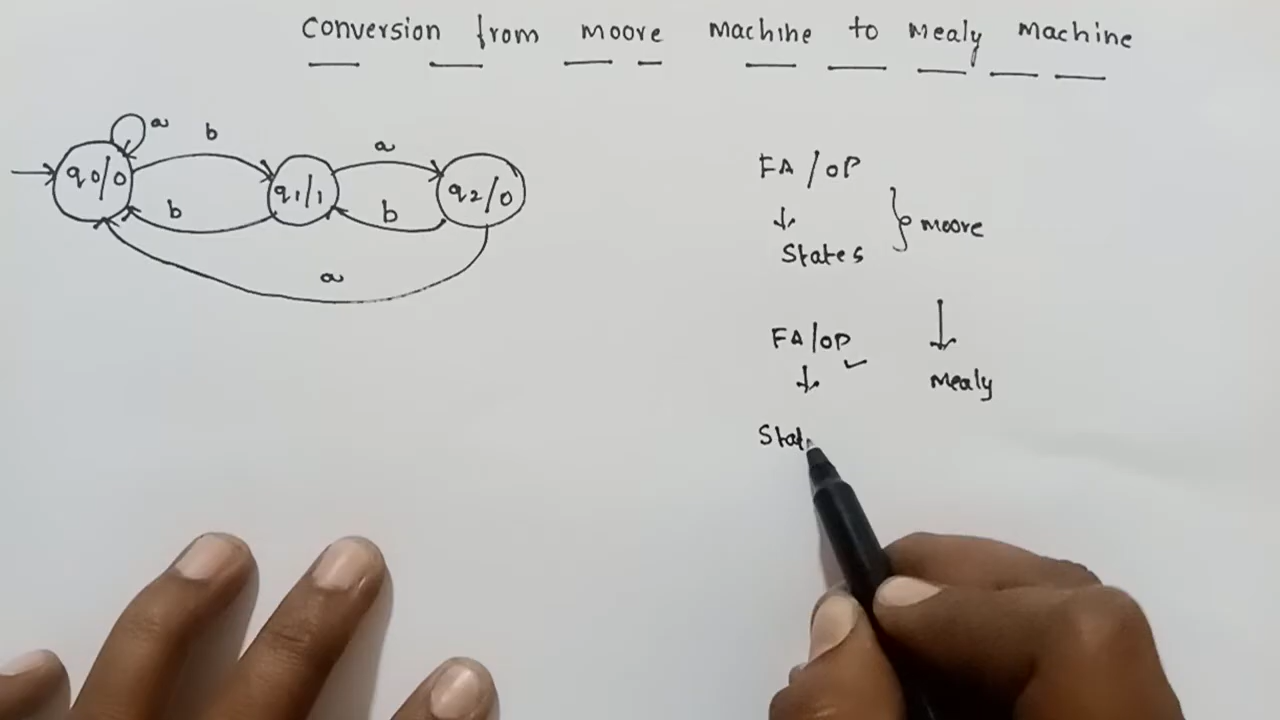 conversion from moore machine to mealy machine
a
b
a
q0/0
q1/1
q2/0
b
b
a
FA/OP
States
moore
FA/OP
Mealy
Stat